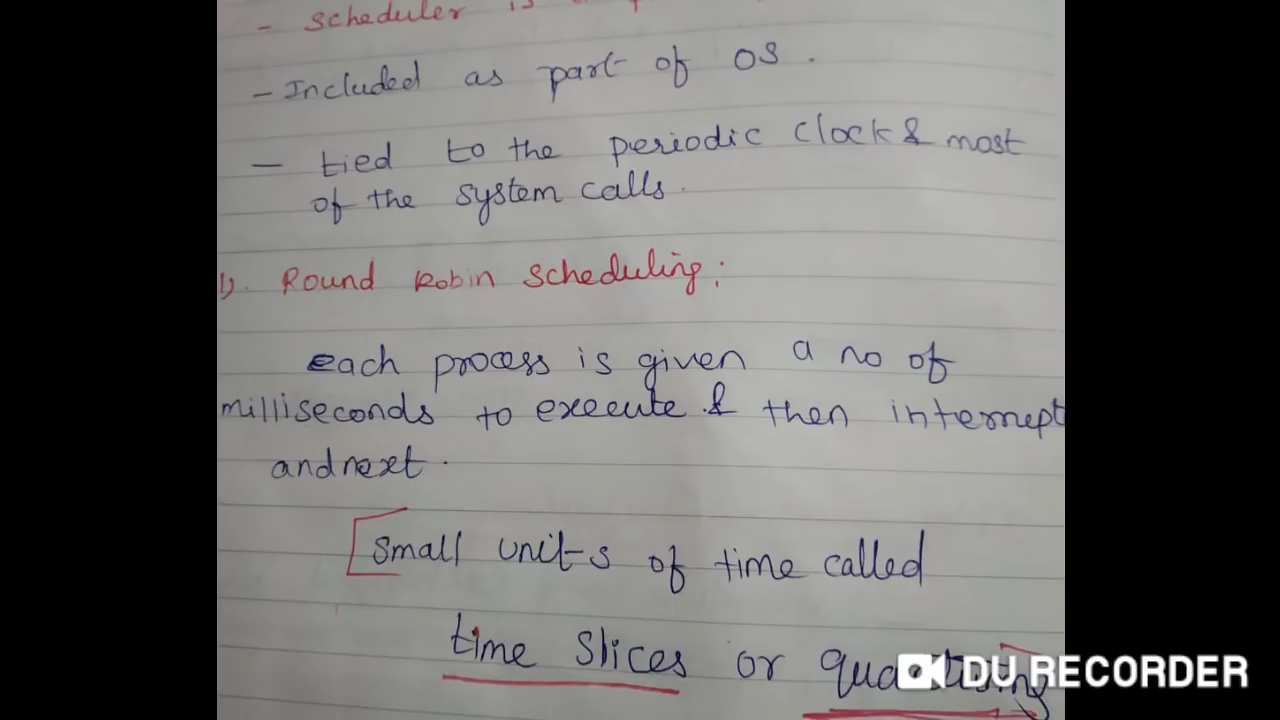 - Scheduler is a
- Included as part of OS.
- tied to the periodic clock & most
of the system calls.
1). Round Robin Scheduling:
each process is given a no of
milliseconds to execute & then interrupt
and next.
Small units of time called
time slices or
DU RECORDER